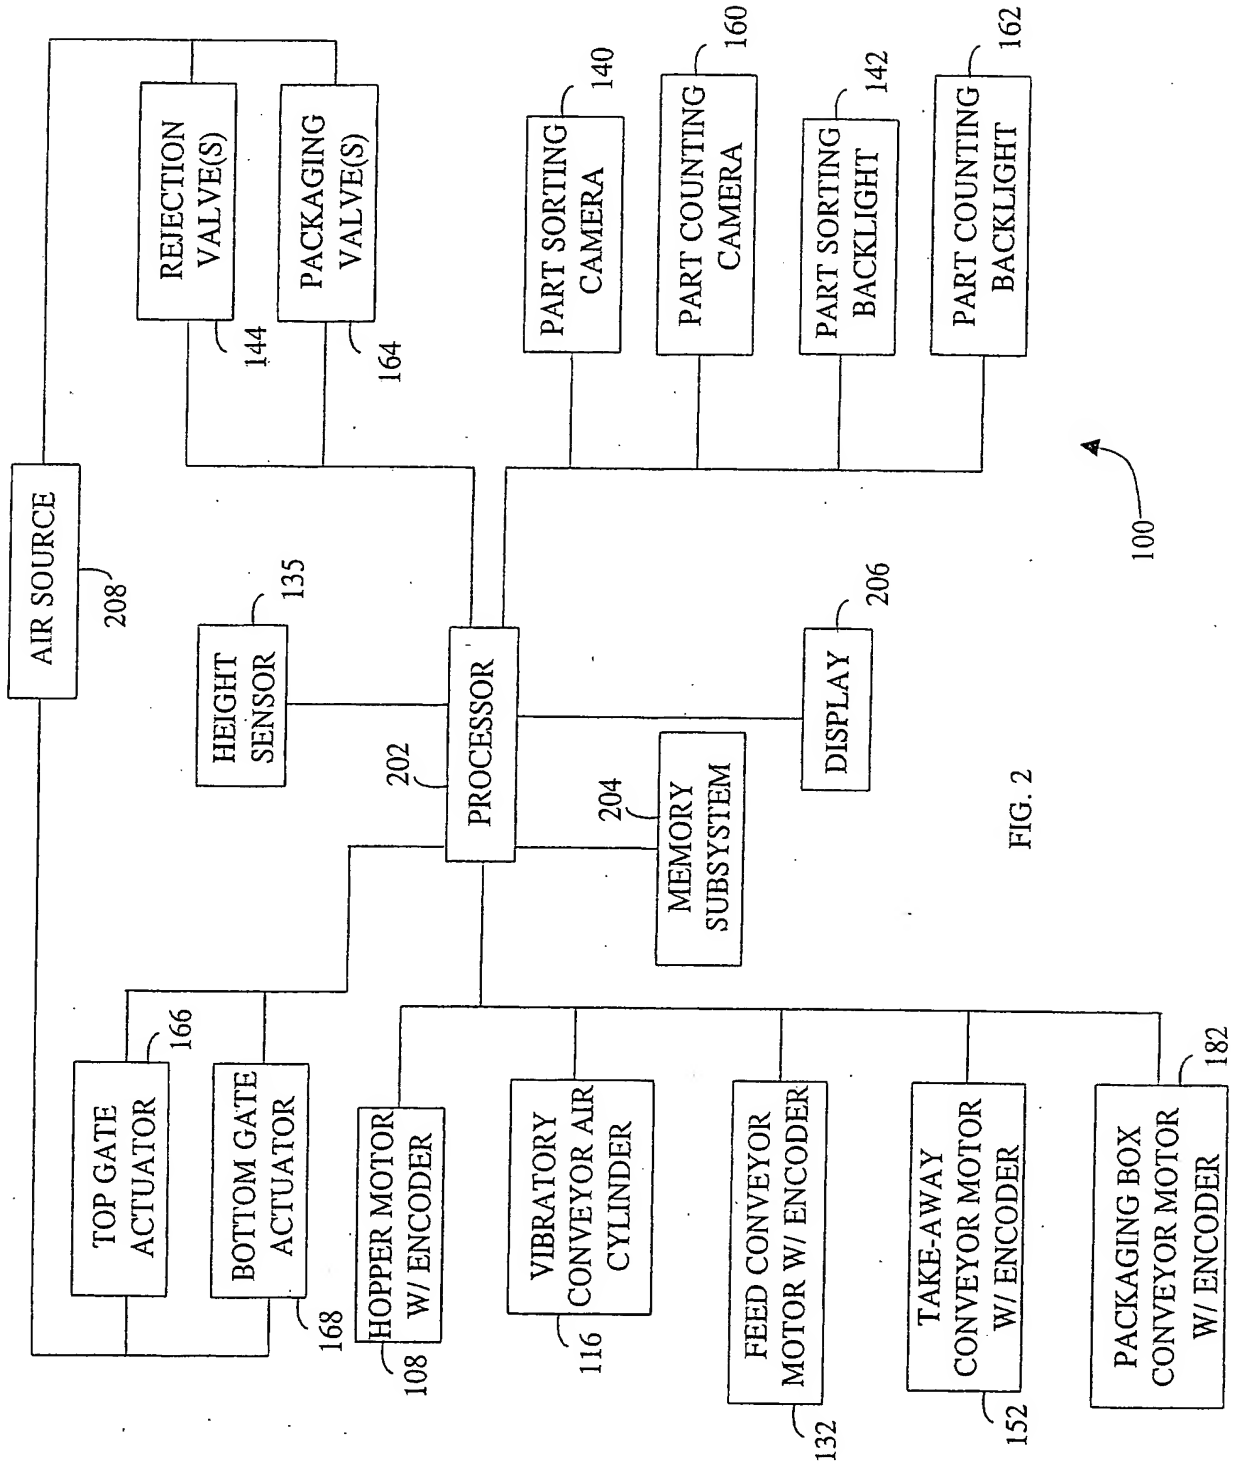 AIR SOURCE
208
TOP GATE
ACTUATOR
166
BOTTOM GATE
ACTUATOR
168
HEIGHT
SENSOR
135
REJECTION
VALVE(S)
144
PACKAGING
VALVE(S)
164
HOPPER MOTOR
W/ ENCODER
108
202
PROCESSOR
PART SORTING
CAMERA
140
VIBRATORY
CONVEYOR AIR
CYLINDER
116
204
MEMORY
SUBSYSTEM
PART COUNTING
CAMERA
160
FEED CONVEYOR
MOTOR W/ ENCODER
132
DISPLAY
206
PART SORTING
BACKLIGHT
142
TAKE-AWAY
CONVEYOR MOTOR
W/ ENCODER
152
PART COUNTING
BACKLIGHT
162
PACKAGING BOX
CONVEYOR MOTOR
W/ ENCODER
182
FIG. 2
100